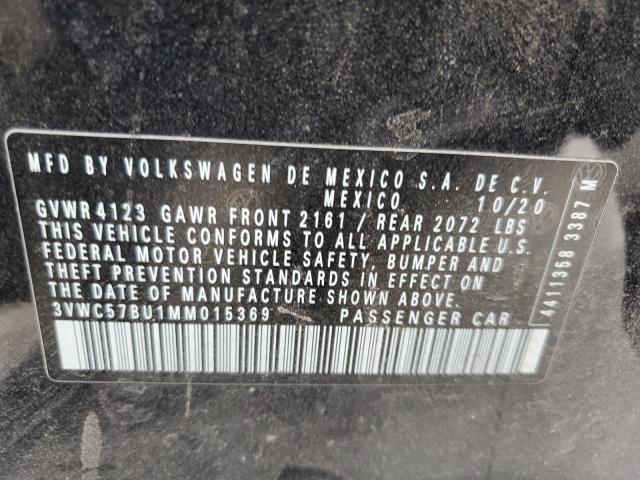 MFD BY VOLKSWAGEN DE MEXICO S.A. DE C.V.
MEXICO 10/20
GVWR 4123 GAWR FRONT 2161 / REAR 2072 LBS
THIS VEHICLE CONFORMS TO ALL APPLICABLE U.S.
FEDERAL MOTOR VEHICLE SAFETY, BUMPER AND
THEFT PREVENTION STANDARDS IN EFFECT ON
THE DATE OF MANUFACTURE SHOWN ABOVE.
3VWC57BU1MM015369 PASSENGER CAR
4411358 3387 M